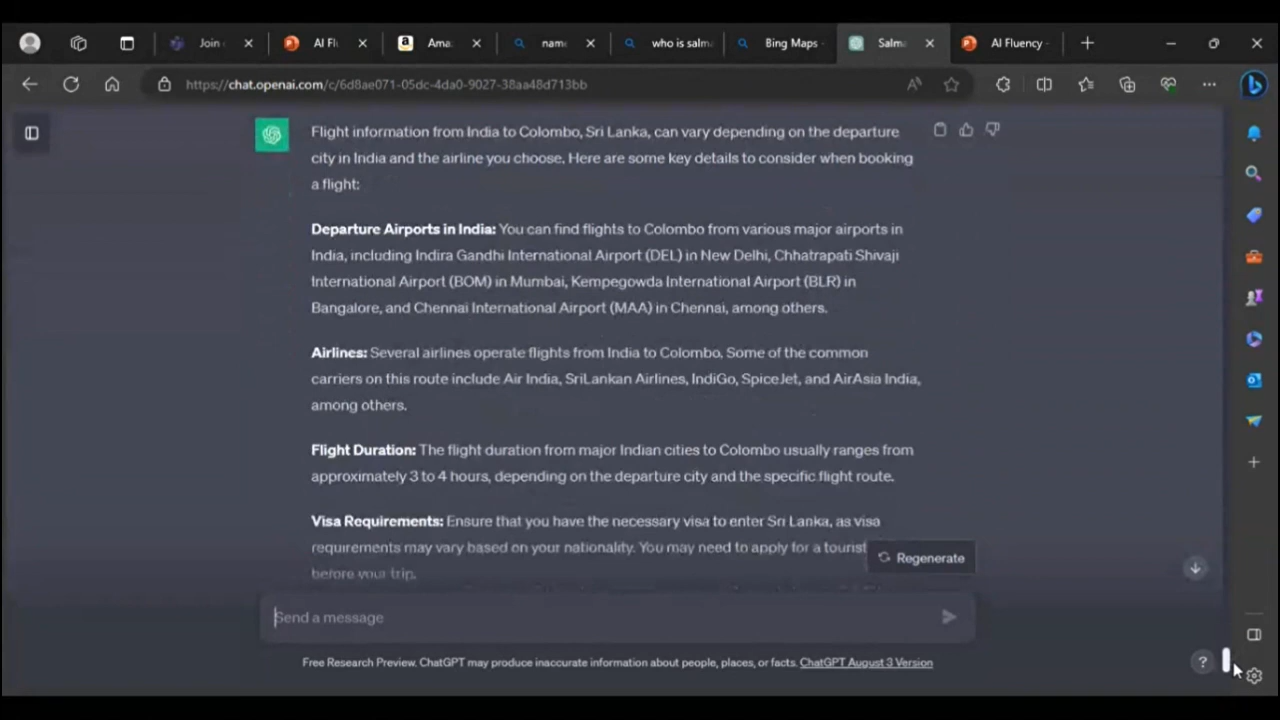 Join
AI Fl
Ama
name
who is salm
Bing Maps
Salm
AI Fluency
https://chat.openai.com/c/6d8ae071-05dc-4da0-9027-38aa48d713bb
Flight information from India to Colombo, Sri Lanka, can vary depending on the departure
city in India and the airline you choose. Here are some key details to consider when booking
a flight:
Departure Airports in India: You can find flights to Colombo from various major airports in
India, including Indira Gandhi International Airport (DEL) in New Delhi, Chhatrapati Shivaji
International Airport (BOM) in Mumbai, Kempegowda International Airport (BLR) in
Bangalore, and Chennai International Airport (MAA) in Chennai, among others.
Airlines: Several airlines operate flights from India to Colombo. Some of the common
carriers on this route include Air India, SriLankan Airlines, IndiGo, SpiceJet, and AirAsia India,
among others.
Flight Duration: The flight duration from major Indian cities to Colombo usually ranges from
approximately 3 to 4 hours, depending on the departure city and the specific flight route.
Visa Requirements: Ensure that you have the necessary visa to enter Sri Lanka, as visa
requirements may vary based on your nationality. You may need to apply for a tourist
Regenerate
before your trip.
Send a message
Free Research Preview. ChatGPT may produce inaccurate information about people, places, or facts. ChatGPT August 3 Version
?